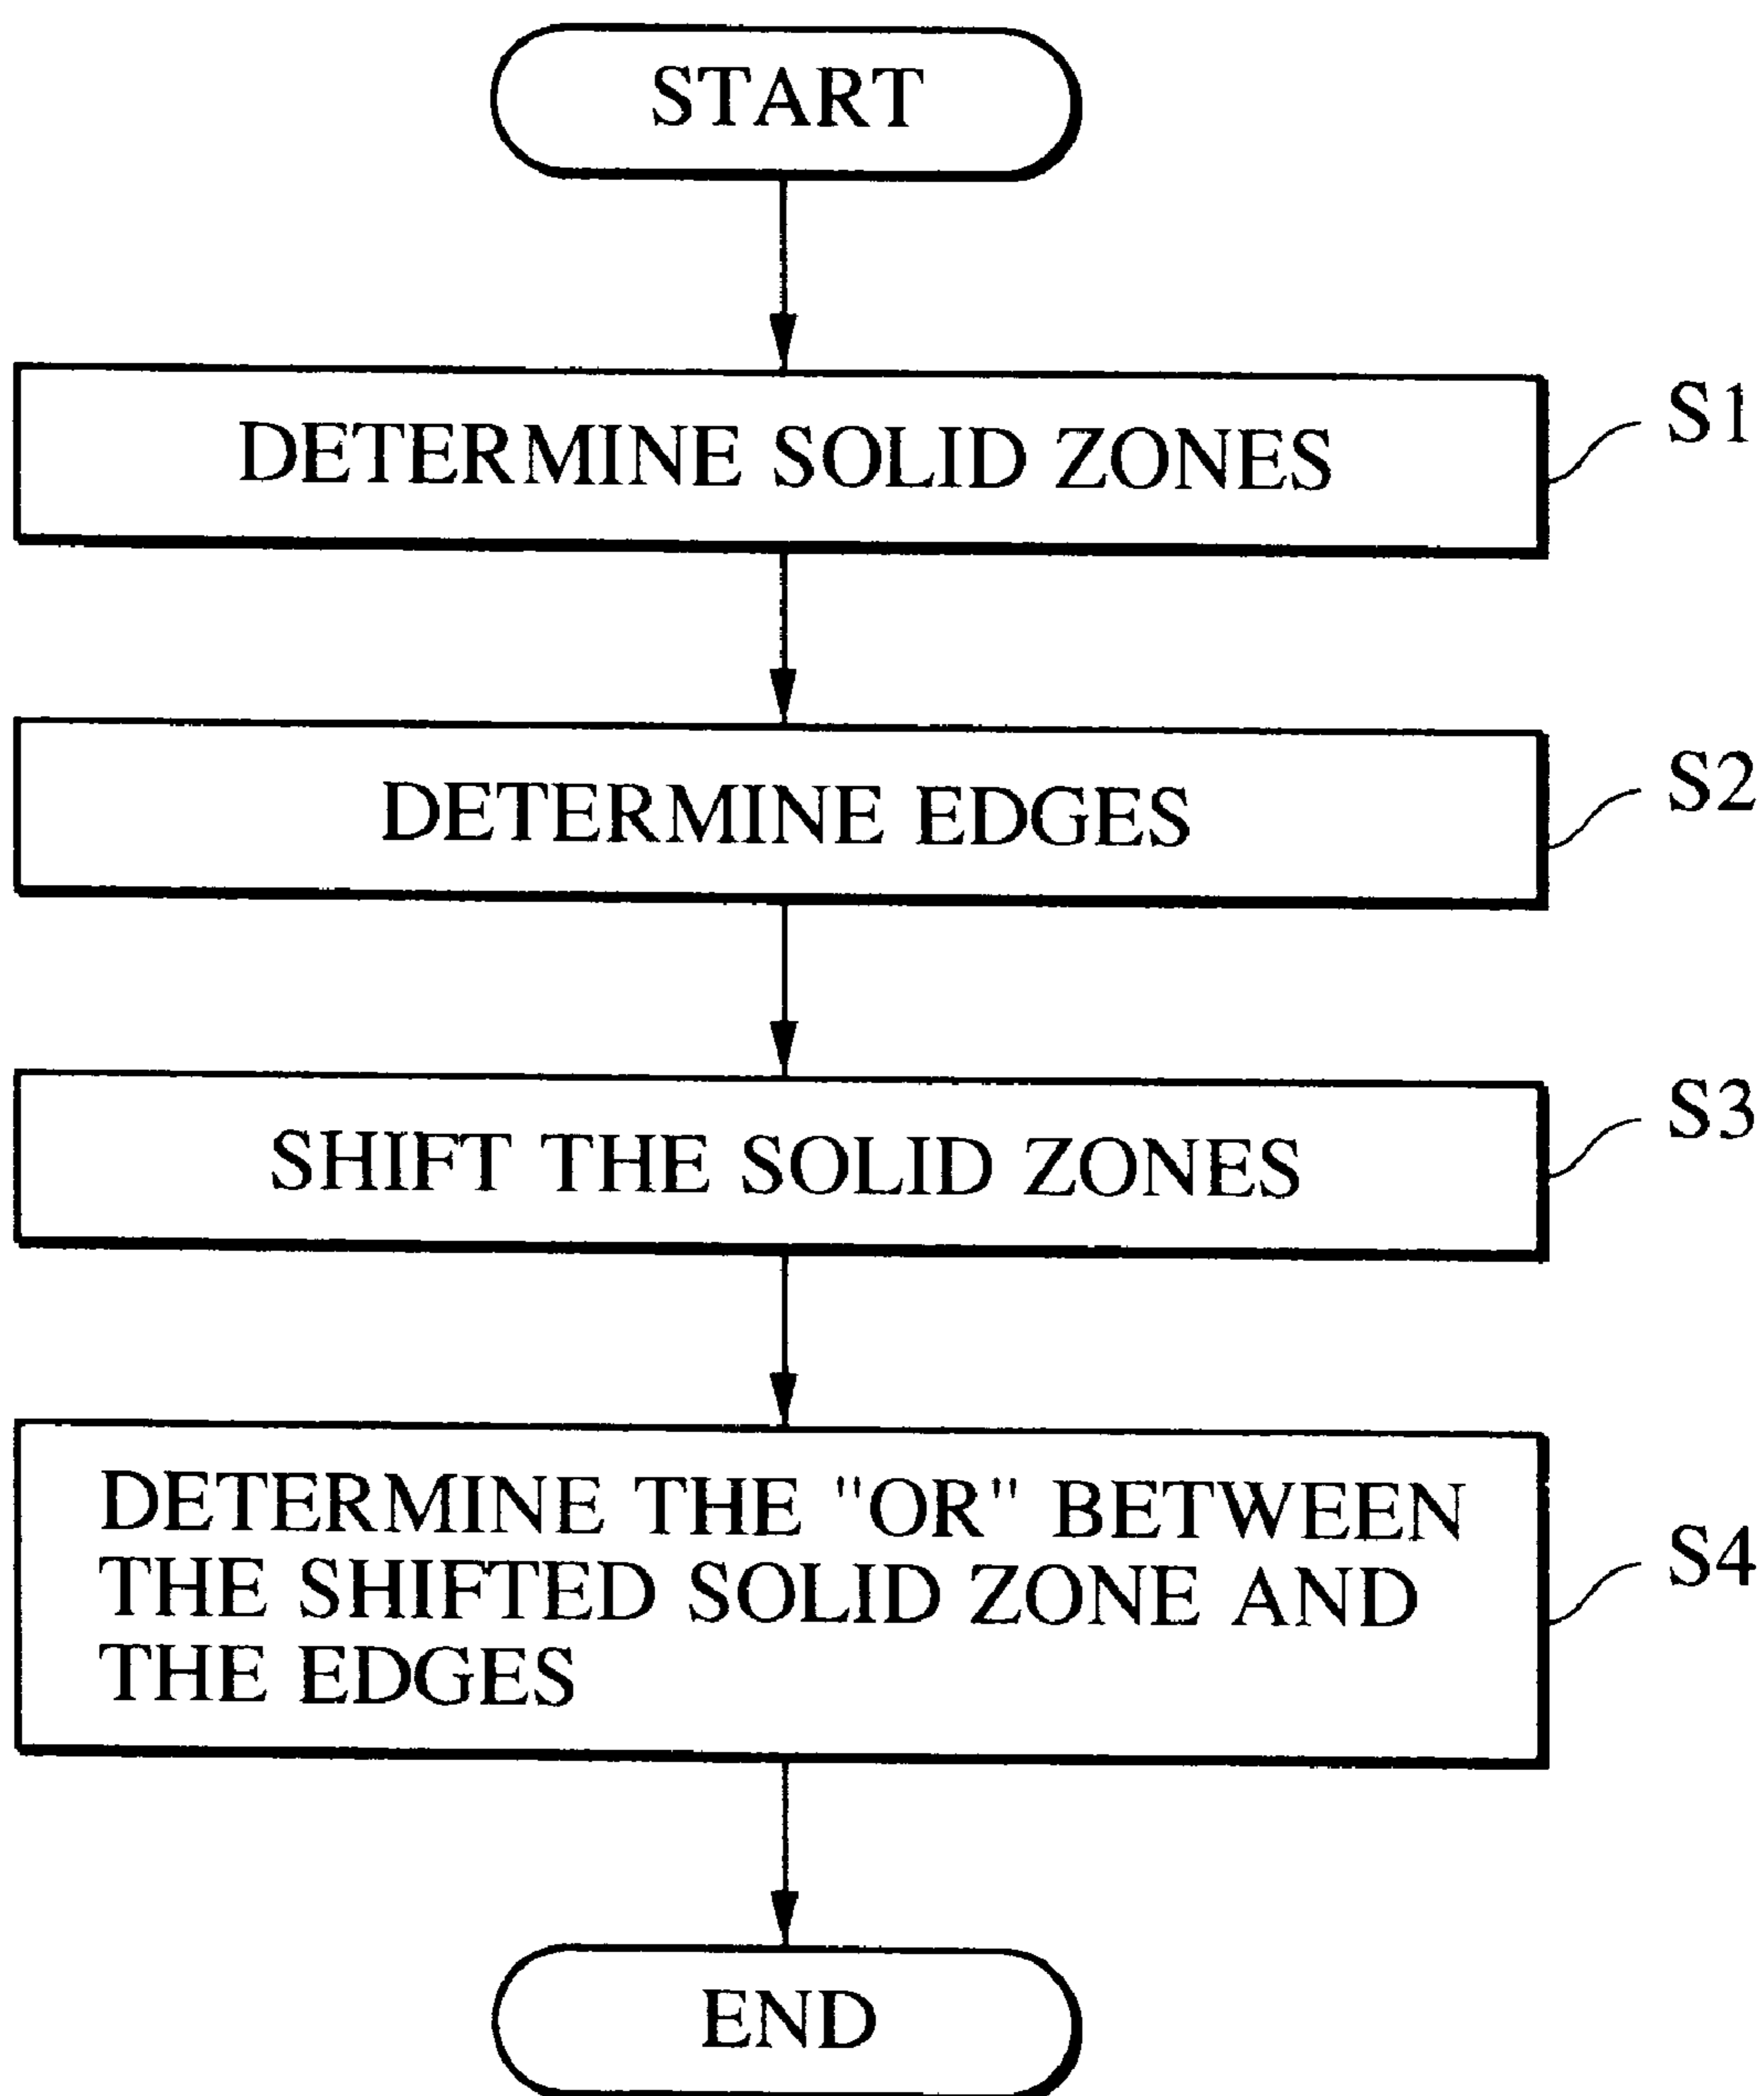 START
DETERMINE SOLID ZONES
S1
DETERMINE EDGES
S2
SHIFT THE SOLID ZONES
S3
DETERMINE THE "OR" BETWEEN
THE SHIFTED SOLID ZONE AND
THE EDGES
S4
END